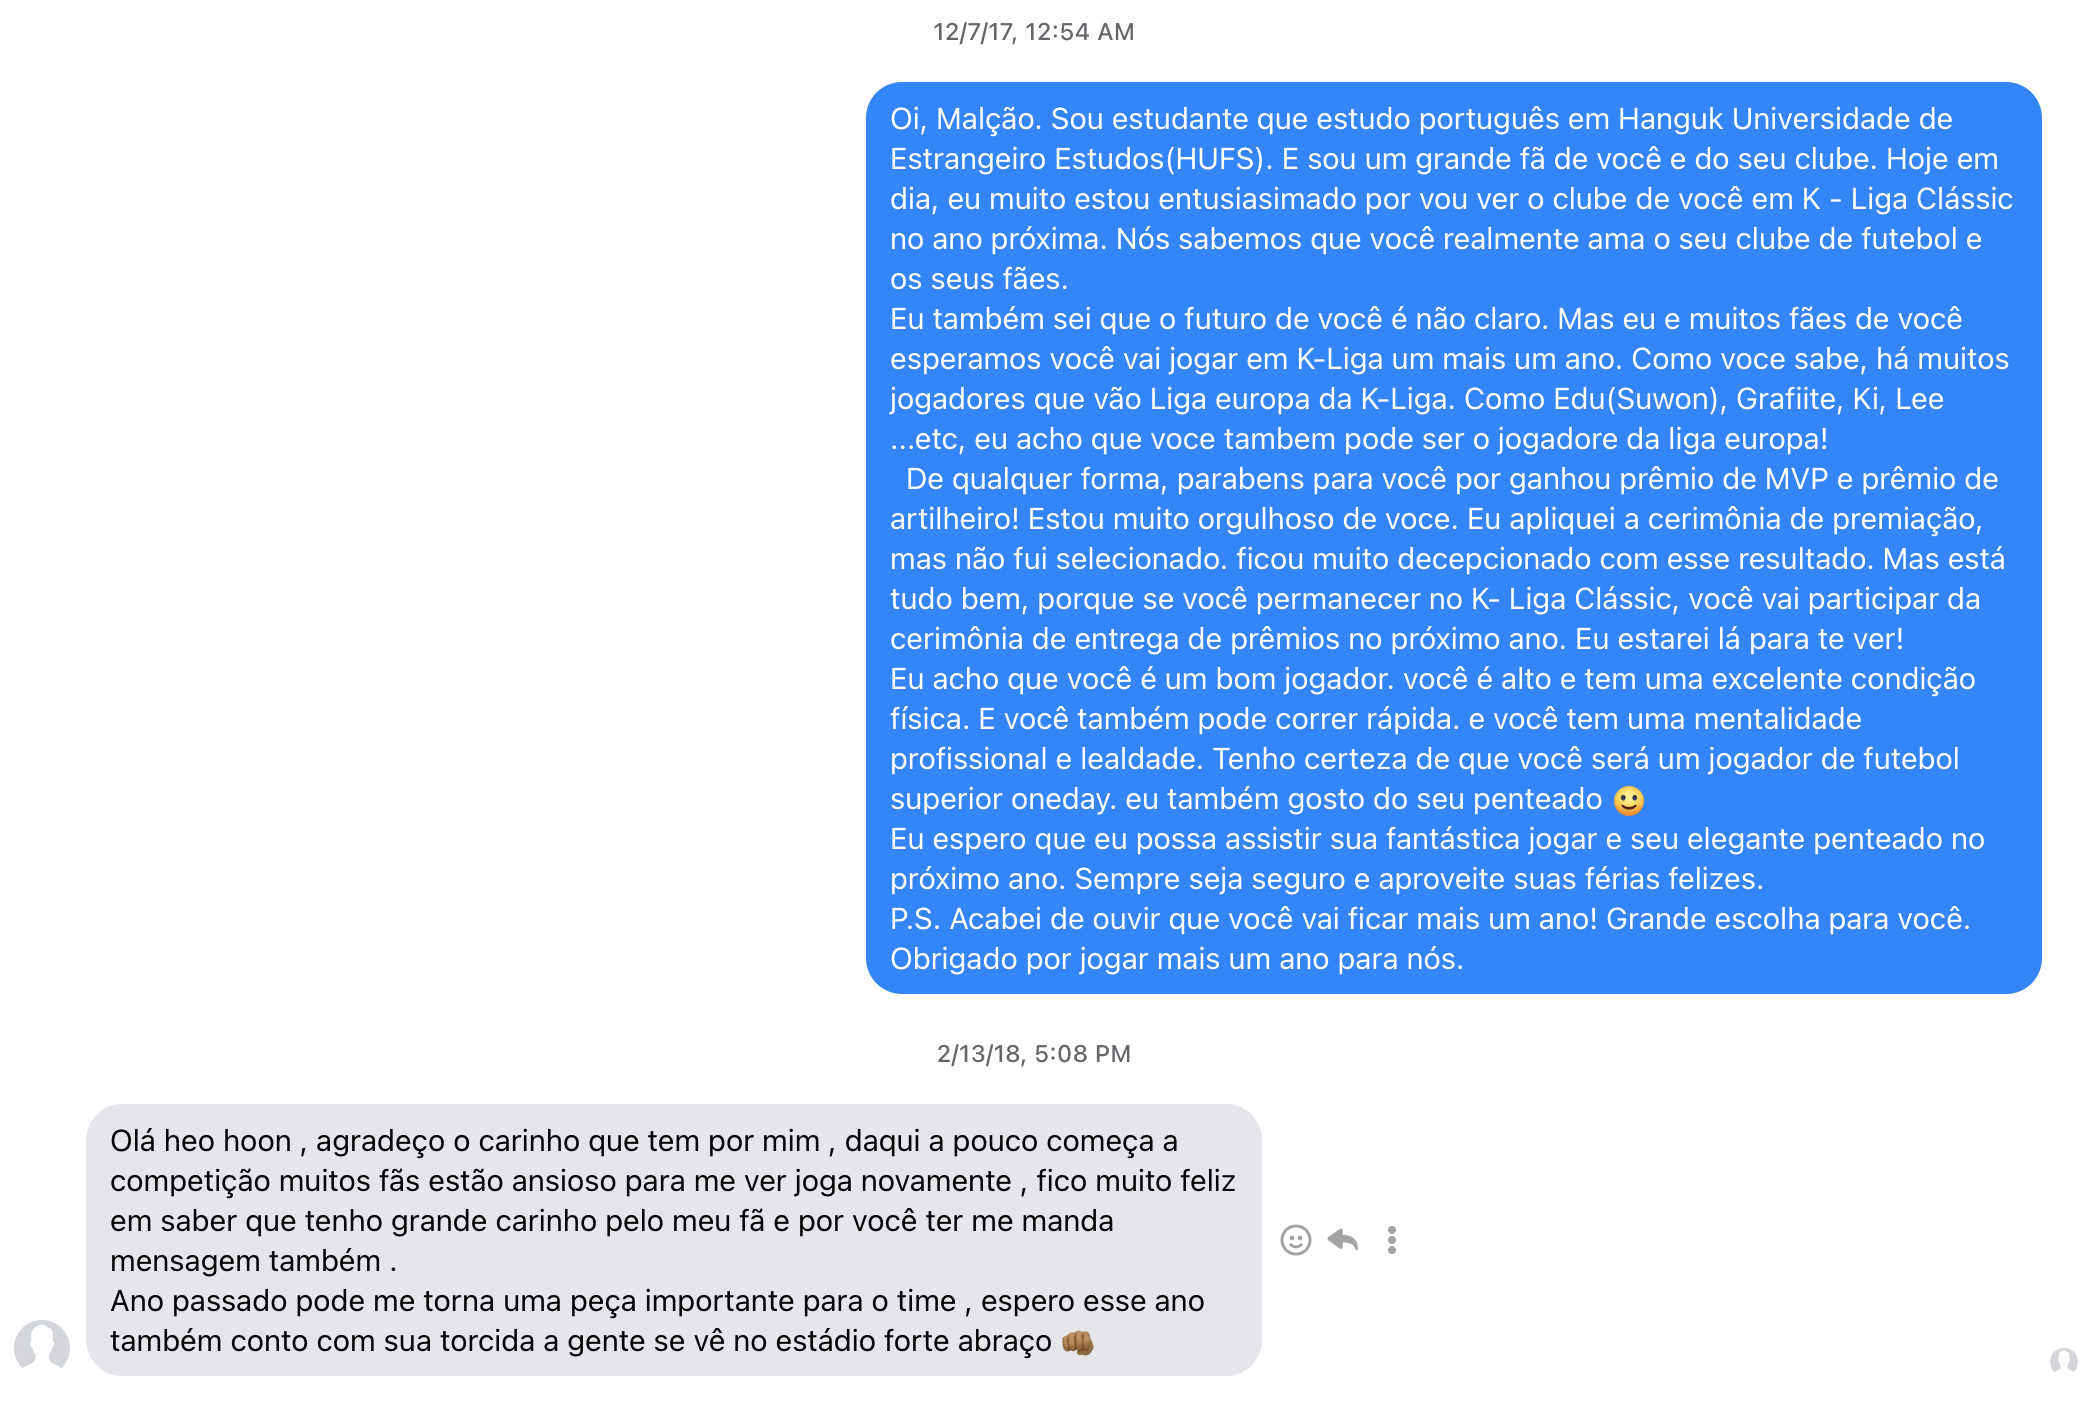 12/7/17, 12:54 AM
Oi, Malção. Sou estudante que estudo português em Hanguk Universidade de
Estrangeiro Estudos(HUFS). E sou um grande fã de você e do seu clube. Hoje em
dia, eu muito estou entusiasimado por vou ver o clube de você em K - Liga Clássic
no ano próxima. Nós sabemos que você realmente ama o seu clube de futebol e
os seus fães.
Eu também sei que o futuro de você é não claro. Mas eu e muitos fães de você
esperamos você vai jogar em K-Liga um mais um ano. Como voce sabe, há muitos
jogadores que vão Liga europa da K-Liga. Como Edu(Suwon), Grafiite, Ki, Lee
...etc, eu acho que voce tambem pode ser o jogadore da liga europa!
De qualquer forma, parabens para você por ganhou prêmio de MVP e prêmio de
artilheiro! Estou muito orgulhoso de voce. Eu apliquei a cerimônia de premiação,
mas não fui selecionado. ficou muito decepcionado com esse resultado. Mas está
tudo bem, porque se você permanecer no K- Liga Clássic, você vai participar da
cerimônia de entrega de prêmios no próximo ano. Eu estarei lá para te ver!
Eu acho que você é um bom jogador. você é alto e tem uma excelente condição
física. E você também pode correr rápida. e você tem uma mentalidade
profissional e lealdade. Tenho certeza de que você será um jogador de futebol
superior oneday. eu também gosto do seu penteado 🙂
Eu espero que eu possa assistir sua fantástica jogar e seu elegante penteado no
próximo ano. Sempre seja seguro e aproveite suas férias felizes.
P.S. Acabei de ouvir que você vai ficar mais um ano! Grande escolha para você.
Obrigado por jogar mais um ano para nós.
2/13/18, 5:08 PM
Olá heo hoon , agradeço o carinho que tem por mim , daqui a pouco começa a
competição muitos fãs estão ansioso para me ver joga novamente , fico muito feliz
em saber que tenho grande carinho pelo meu fã e por você ter me manda
mensagem também .
Ano passado pode me torna uma peça importante para o time , espero esse ano
também conto com sua torcida a gente se vê no estádio forte abraço 👊🏾